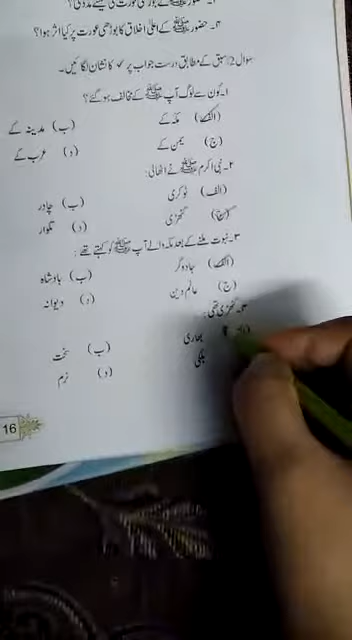 ۴۔ حضور ﷺ کے اعلیٰ اخلاق کا بوڑھی عورت پر کیا اثر ہوا؟
سوال 2/ سبق کے مطابق درست جواب پر ✓ کا نشان لگائیں۔
۱۔ کون سے لوگ آپ ﷺ کے مخالف ہو گئے؟
(الف) مکہ کے (ب) مدینہ کے
(ج) یمن کے (د) عرب کے
۲۔ نبی اکرم ﷺ نے اٹھالی:
(الف) ٹوکری (ب) چادر
(ج) گٹھڑی (د) تلوار
۳۔ نبوت ملنے کے بعد مکہ والے آپ ﷺ کو کہتے تھے:
(الف) جادوگر (ب) بادشاہ
(ج) عالم دین (د) دیوانہ
۴۔ گٹھڑی تھی:
بھاری (ب) سخت
ہلکی (د) نرم
16